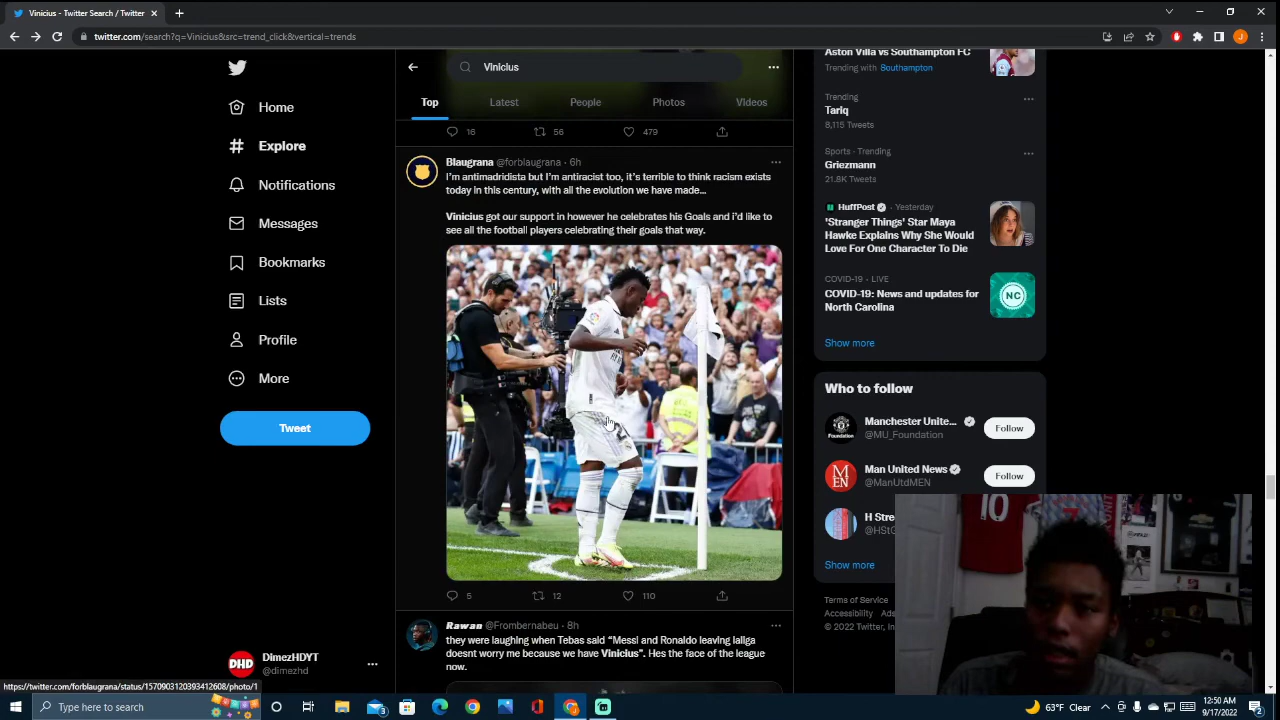 Vinicius - Twitter Search / Twitter
twitter.com/search?q=Vinicius&src=trend_click&vertical=trends
J
Home
Explore
Notifications
Messages
Bookmarks
Lists
Profile
More
Tweet
DimezHDYT
@dimezhd
DHD
Vinicius
Top
Latest
People
Photos
Videos
16
56
479
Blaugrana @forblaugrana · 6h
I'm antimadridista but I'm antiracist too, it's terrible to think racism exists
today in this century, with all the evolution we have made...
Vinicius got our support in however he celebrates his Goals and i'd like to
see all the football players celebrating their goals that way.
5
12
110
Rawan @Frombernabeu · 8h
they were laughing when Tebas said "Messi and Ronaldo leaving laliga
doesnt worry me because we have Vinicius". Hes the face of the league
now.
Aston Villa vs Southampton FC
Trending with Southampton
Trending
Tariq
8,115 Tweets
Sports · Trending
Griezmann
21.8K Tweets
HuffPost · Yesterday
'Stranger Things' Star Maya
Hawke Explains Why She Would
Love For One Character To Die
COVID-19 · LIVE
COVID-19: News and updates for
North Carolina
NC
Show more
Who to follow
Manchester Unite...
@MU_Foundation
Follow
Man United News
@ManUtdMEN
Follow
MEN
H Stre
@HSt
Show more
Terms of Service
Accessibility Ads
© 2022 Twitter, In
10
https://twitter.com/forblaugrana/status/1570903120393412608/photo/1
Type here to search
63°F Clear
12:50 AM
9/17/2022